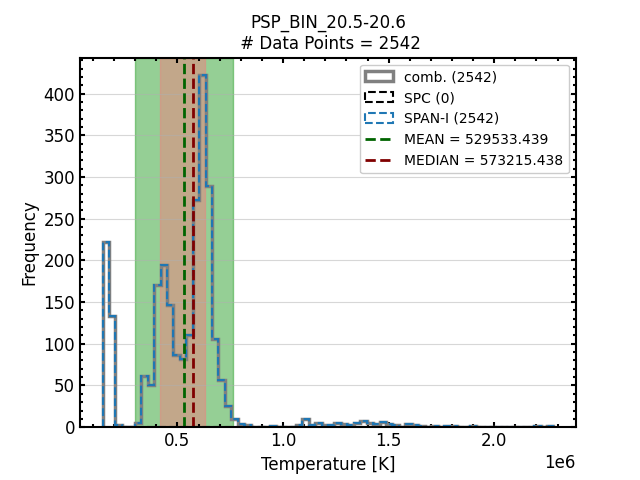 PSP_BIN_20.5-20.6
# Data Points = 2542
comb. (2542)
SPC (0)
SPAN-I (2542)
MEAN = 529533.439
MEDIAN = 573215.438
Frequency
400
350
300
250
200
150
100
50
0
0.5
1.0
1.5
2.0
1e6
Temperature [K]